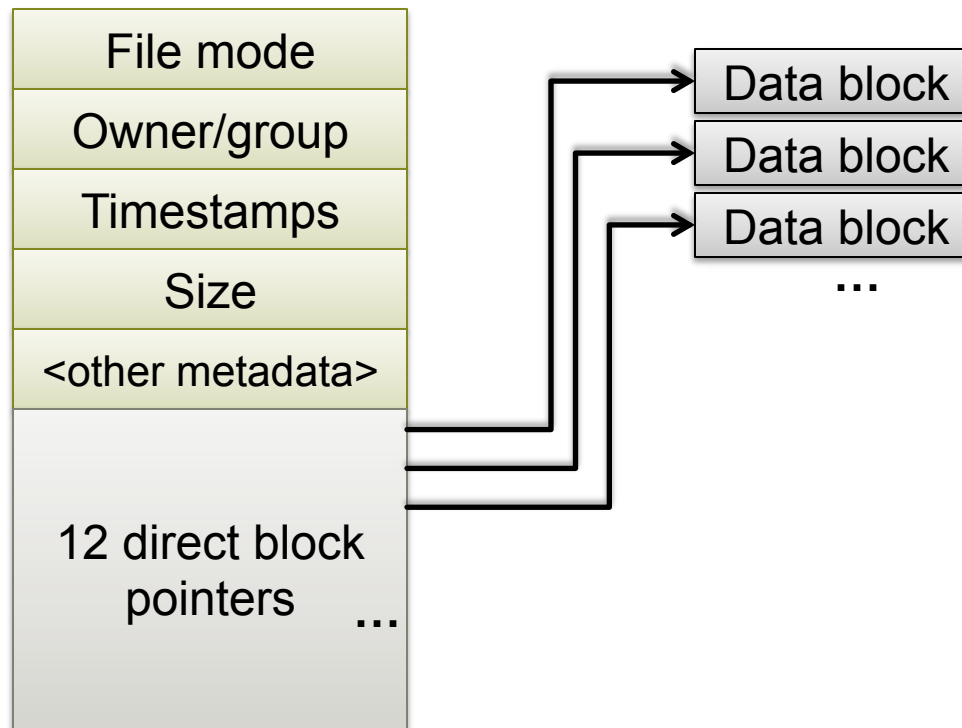 File mode
Owner/group
Timestamps
Size
<other metadata>
12 direct block
pointers
...
Data block
Data block
Data block
...